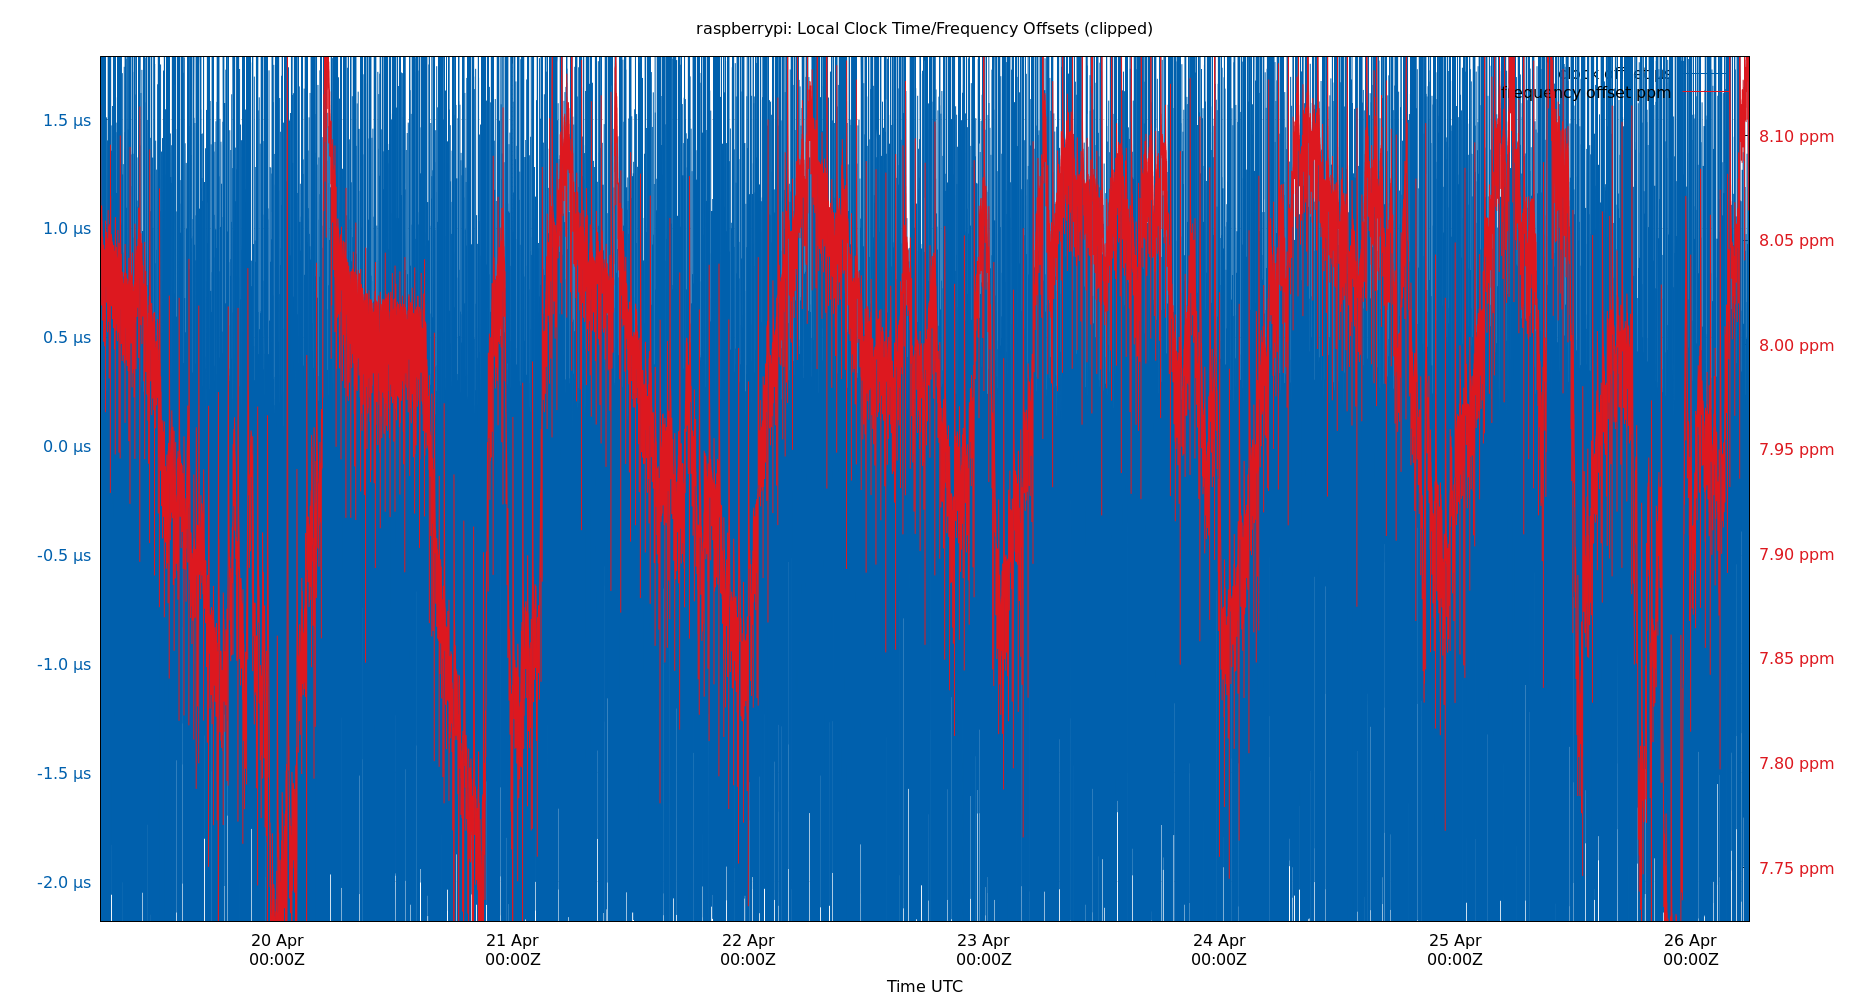 raspberrypi: Local Clock Time/Frequency Offsets (clipped)
clock offset µs
frequency offset ppm
1.5 µs
1.0 µs
0.5 µs
0.0 µs
-0.5 µs
-1.0 µs
-1.5 µs
-2.0 µs
8.10 ppm
8.05 ppm
8.00 ppm
7.95 ppm
7.90 ppm
7.85 ppm
7.80 ppm
7.75 ppm
20 Apr
00:00Z
21 Apr
00:00Z
22 Apr
00:00Z
23 Apr
00:00Z
24 Apr
00:00Z
25 Apr
00:00Z
26 Apr
00:00Z
Time UTC